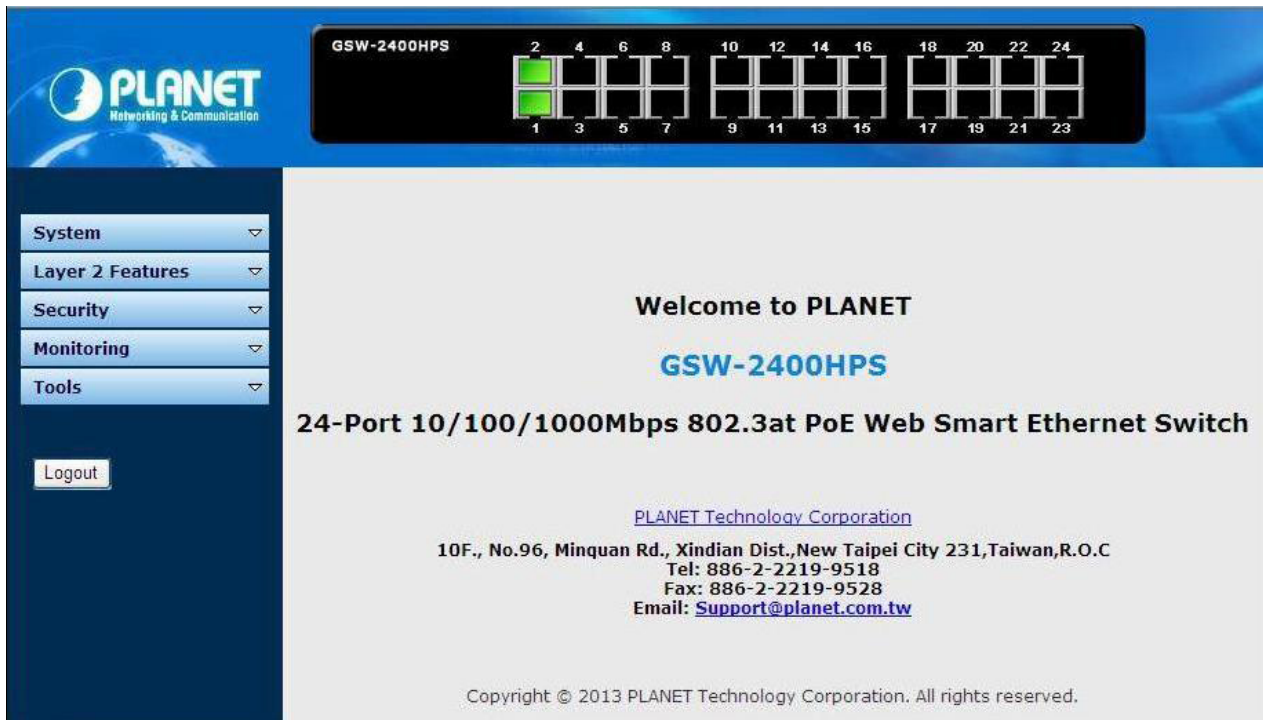 PLANET
Networking & Communication
GSW-2400HPS
2 4 6 8 10 12 14 16 18 20 22 24
1 3 5 7 9 11 13 15 17 19 21 23
System
Layer 2 Features
Security
Monitoring
Tools
Logout
Welcome to PLANET
GSW-2400HPS
24-Port 10/100/1000Mbps 802.3at PoE Web Smart Ethernet Switch
PLANET Technology Corporation
10F., No.96, Minquan Rd., Xindian Dist.,New Taipei City 231,Taiwan,R.O.C
Tel: 886-2-2219-9518
Fax: 886-2-2219-9528
Email: Support@planet.com.tw
Copyright © 2013 PLANET Technology Corporation. All rights reserved.